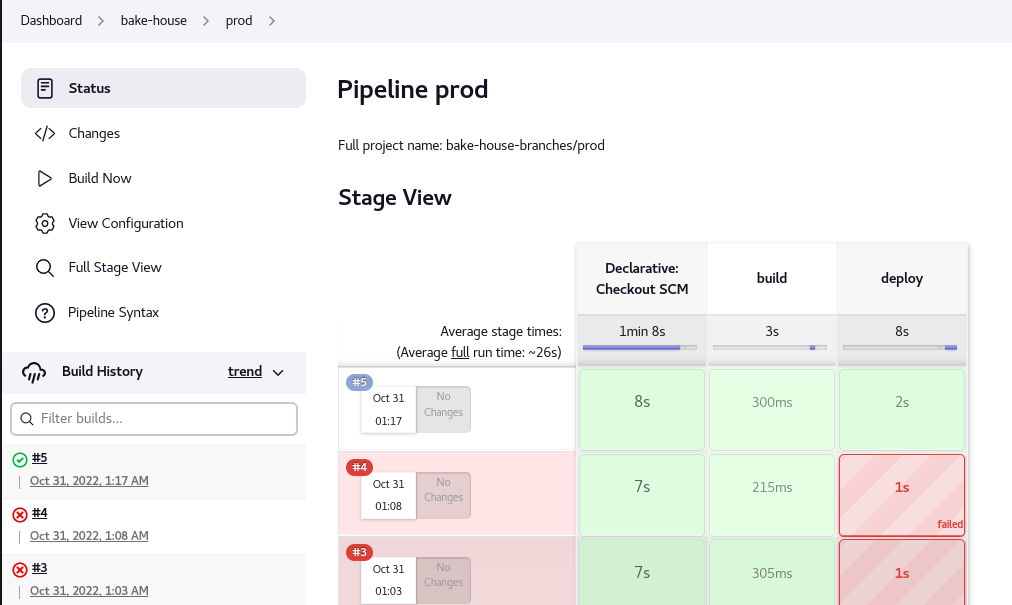 Dashboard > bake-house > prod >
Status
Changes
Build Now
View Configuration
Full Stage View
Pipeline Syntax
Build History trend
Filter builds...
#5
Oct 31, 2022, 1:17 AM
#4
Oct 31, 2022, 1:08 AM
#3
Oct 31, 2022, 1:03 AM
Pipeline prod
Full project name: bake-house-branches/prod
Stage View
Declarative:
Checkout SCM
build
deploy
Average stage times:
(Average full run time: ~26s)
1min 8s
3s
8s
#5
Oct 31
01:17
No
Changes
8s
300ms
2s
#4
Oct 31
01:08
No
Changes
7s
215ms
1s
failed
#3
Oct 31
01:03
No
Changes
7s
305ms
1s